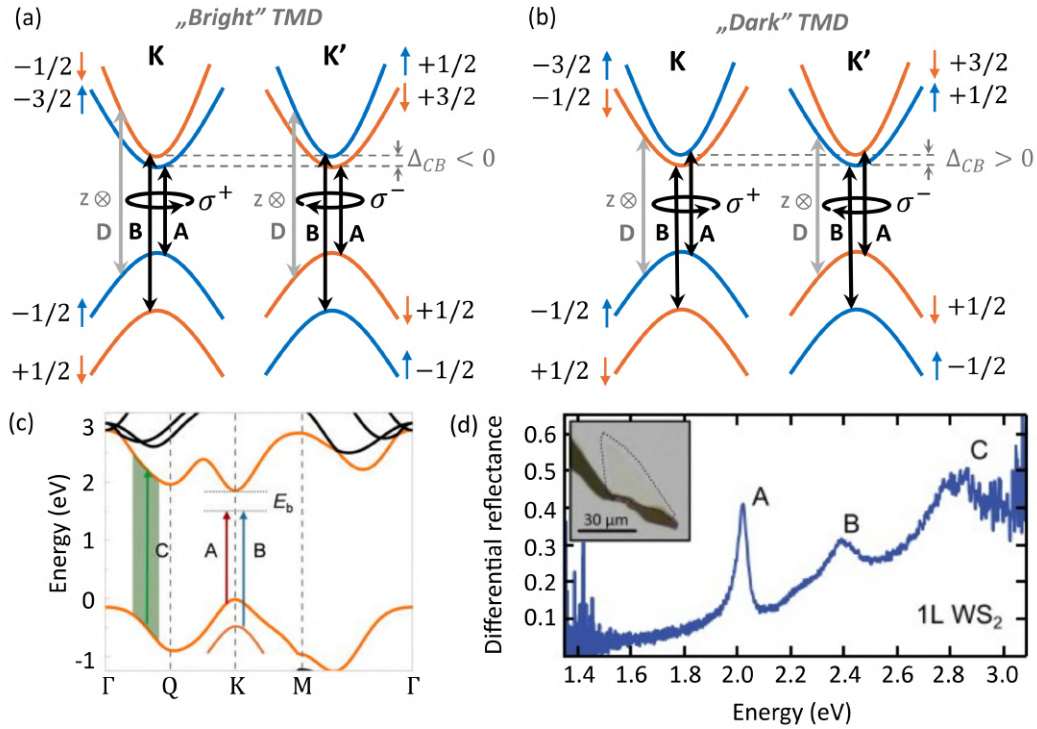 (a)
„Bright” TMD
K
K′
−1/2
−3/2
+1/2
+3/2
Δ_CB < 0
z ⊗
σ⁺
z ⊗
σ⁻
D
B
A
D
B
A
−1/2
+1/2
+1/2
−1/2
(b)
„Dark” TMD
K
K′
−3/2
−1/2
+3/2
+1/2
Δ_CB > 0
z ⊗
σ⁺
z ⊗
σ⁻
D
B
A
D
B
A
−1/2
+1/2
+1/2
−1/2
(c)
Energy (eV)
3
2
1
0
-1
E_b
C
A
B
Γ
Q
K
M
Γ
(d)
Differential reflectance
0.6
0.5
0.4
0.3
0.2
0.1
30 μm
A
B
C
1L WS₂
1.4
1.6
1.8
2.0
2.2
2.4
2.6
2.8
3.0
Energy (eV)